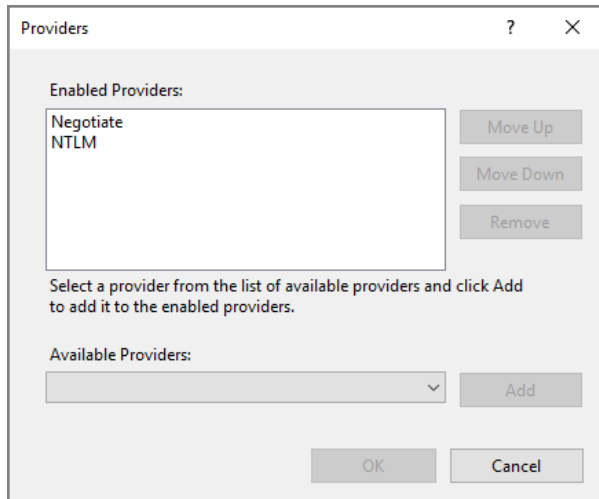 Providers
?
Enabled Providers:
Negotiate
NTLM
Move Up
Move Down
Remove
Select a provider from the list of available providers and click Add
to add it to the enabled providers.
Available Providers:
Add
OK
Cancel